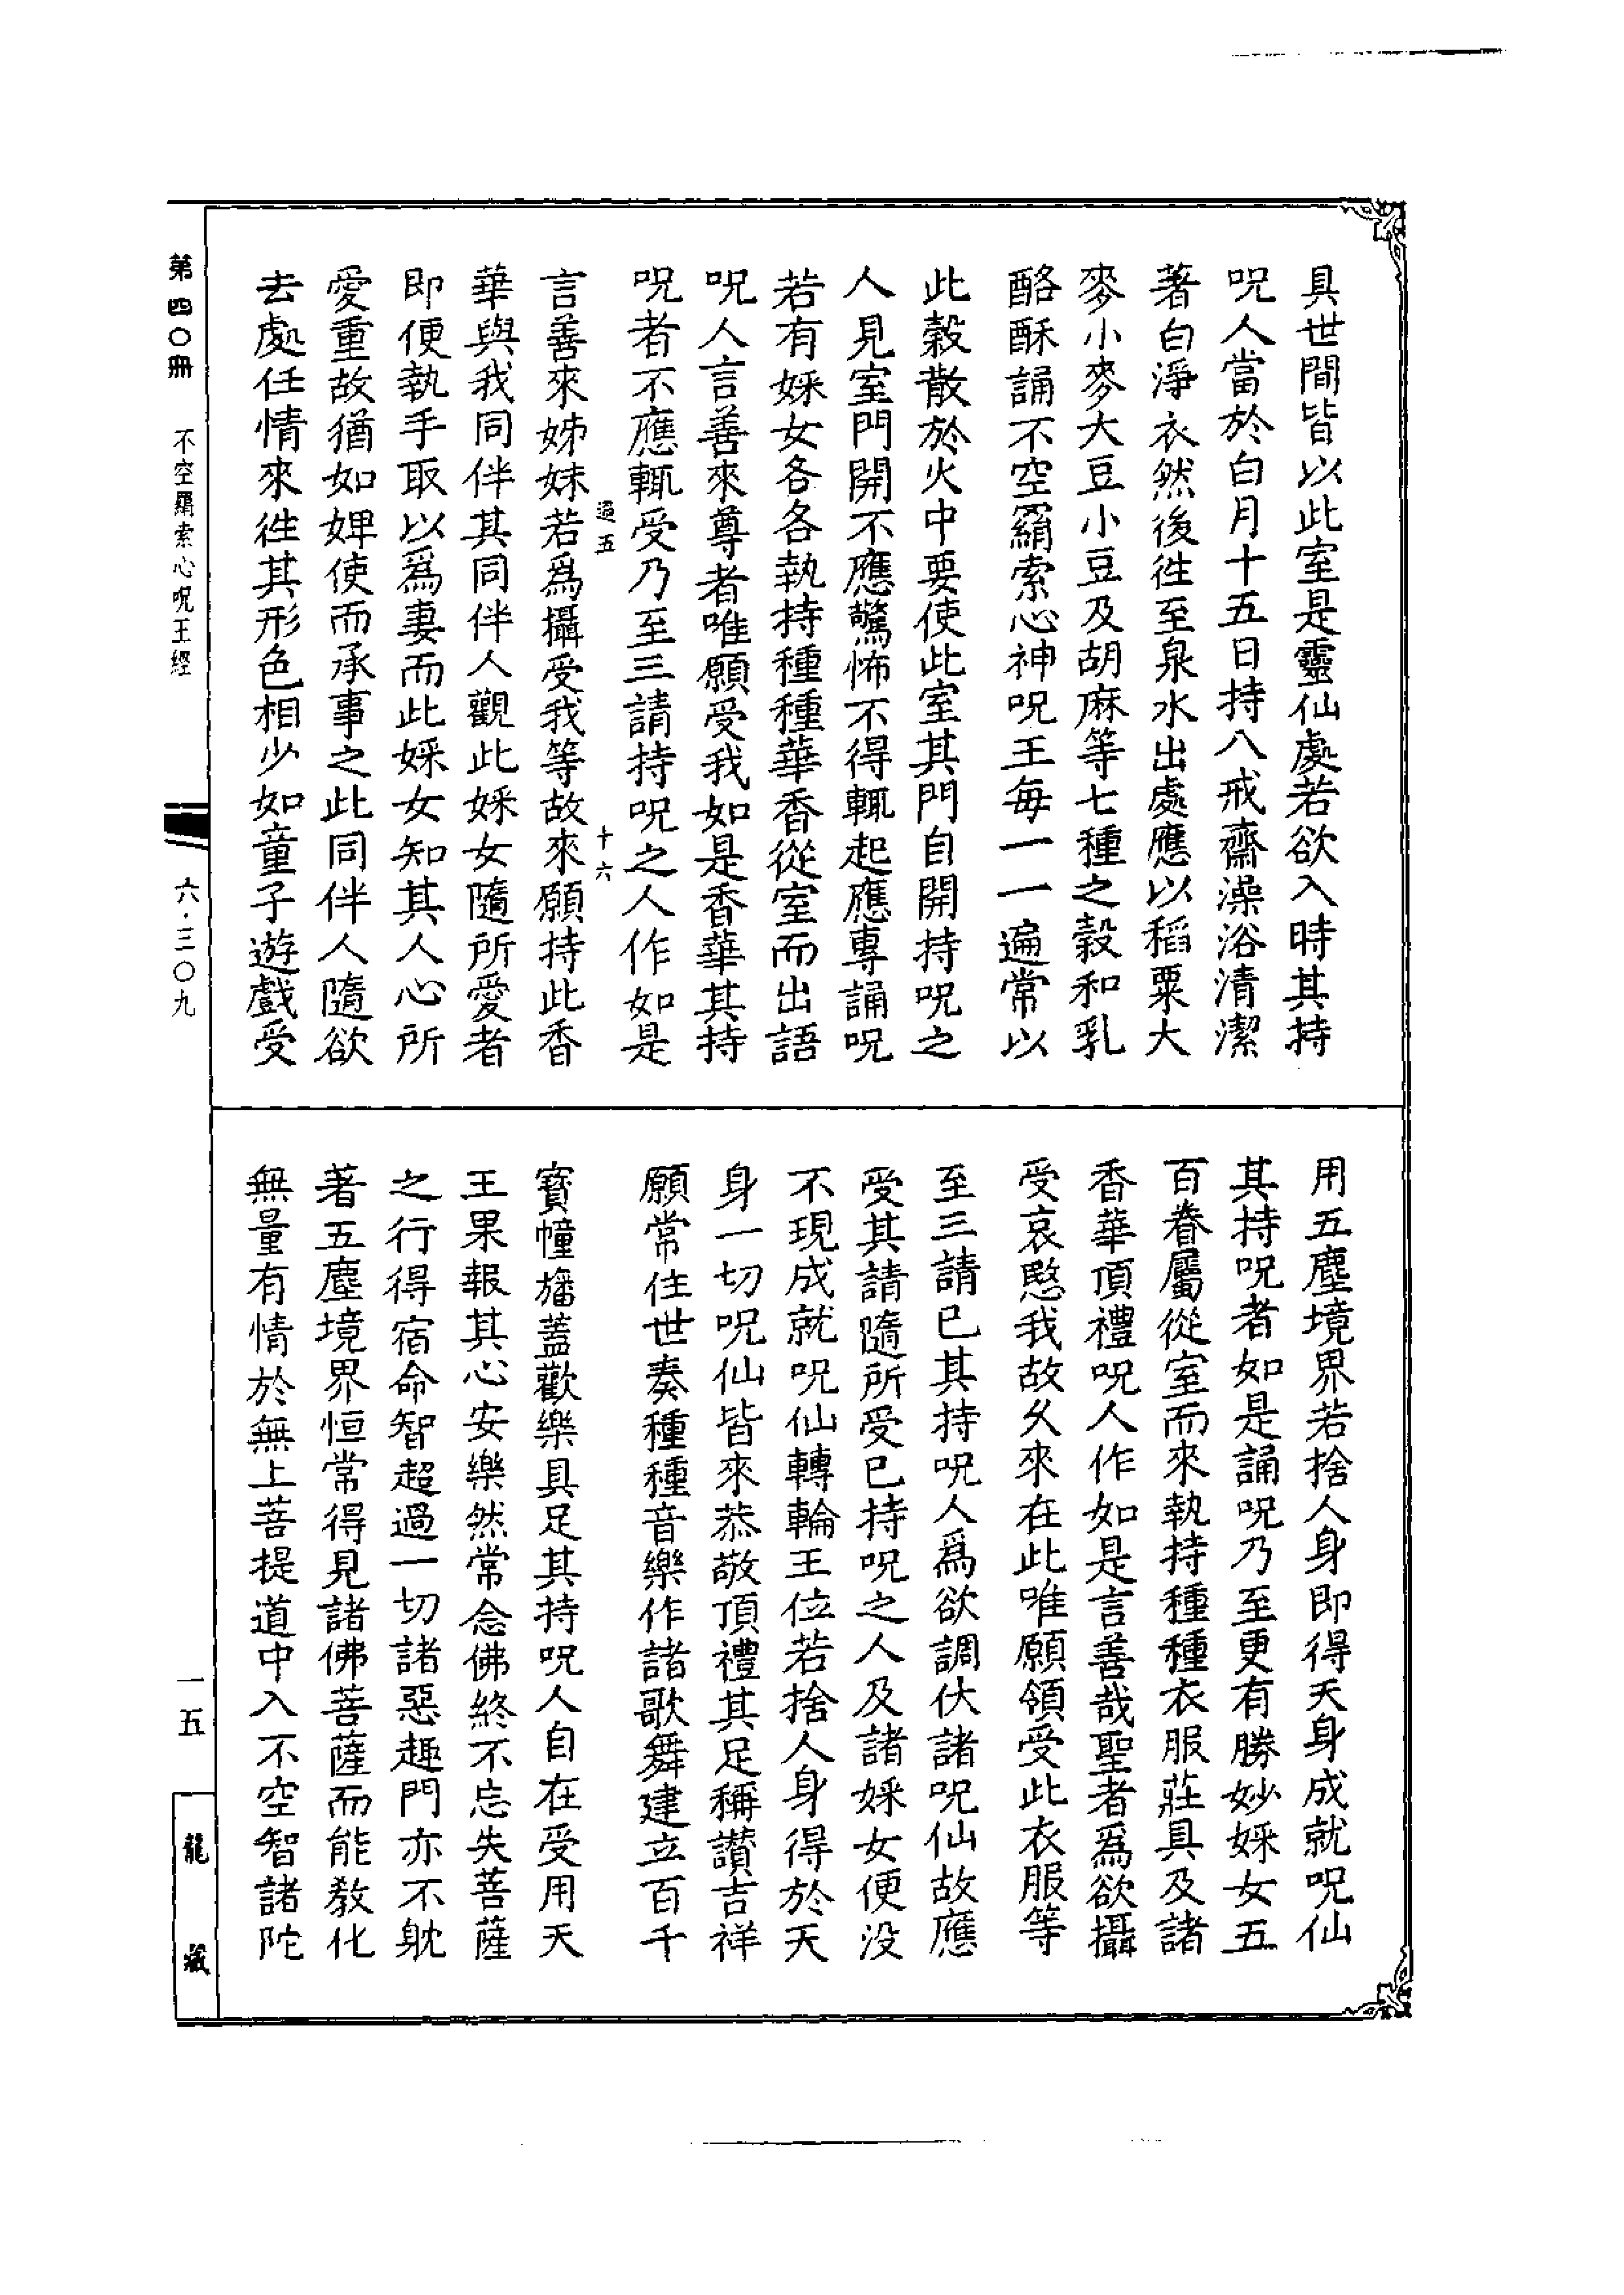 具世間皆以此室是靈仙處若欲入時其持
呪人當於白月十五日持八戒齋澡浴清潔
著白淨衣然後往至泉水出處應以稻粟大
麥小麥大豆小豆及胡麻等七種之穀和乳
酪酥誦不空羂索心神呪王每一一遍常以
此穀散於火中要使此室其門自開持呪之
人見室門開不應驚怖不得輒起應專誦呪
若有婇女各各執持種種華香從室而出語
呪人言善來尊者唯願受我如是香華其持
呪者不應輒受乃至三請持呪之人作如是
過五
十六
言善來姊妹若爲攝受我等故來願持此香
華與我同伴其同伴人觀此婇女隨所愛者
即便執手取以爲妻而此婇女知其人心所
愛重故猶如婢使而承事之此同伴人隨欲
去處任情來往其形色相少如童子遊戲受
用五塵境界若捨人身即得天身成就呪仙
其持呪者如是誦呪乃至更有勝妙婇女五
百眷屬從室而來執持種種衣服莊具及諸
香華頂禮呪人作如是言善哉聖者爲欲攝
受哀愍我故久來在此唯願領受此衣服等
至三請已其持呪人爲欲調伏諸呪仙故應
受其請隨所受已持呪之人及諸婇女便没
不現成就呪仙轉輪王位若捨人身得於天
身一切呪仙皆來恭敬頂禮其足稱讚吉祥
願常住世奏種種音樂作諸歌舞建立百千
寶幢旛蓋歡樂具足其持呪人自在受用天
王果報其心安樂然常念佛終不忘失菩薩
之行得宿命智超過一切諸惡趣門亦不躭
著五塵境界恒常得見諸佛菩薩而能教化
無量有情於無上菩提道中入不空智諸陀
第四〇冊
不空羂索心呪王經
六·三〇九
一五
龍藏